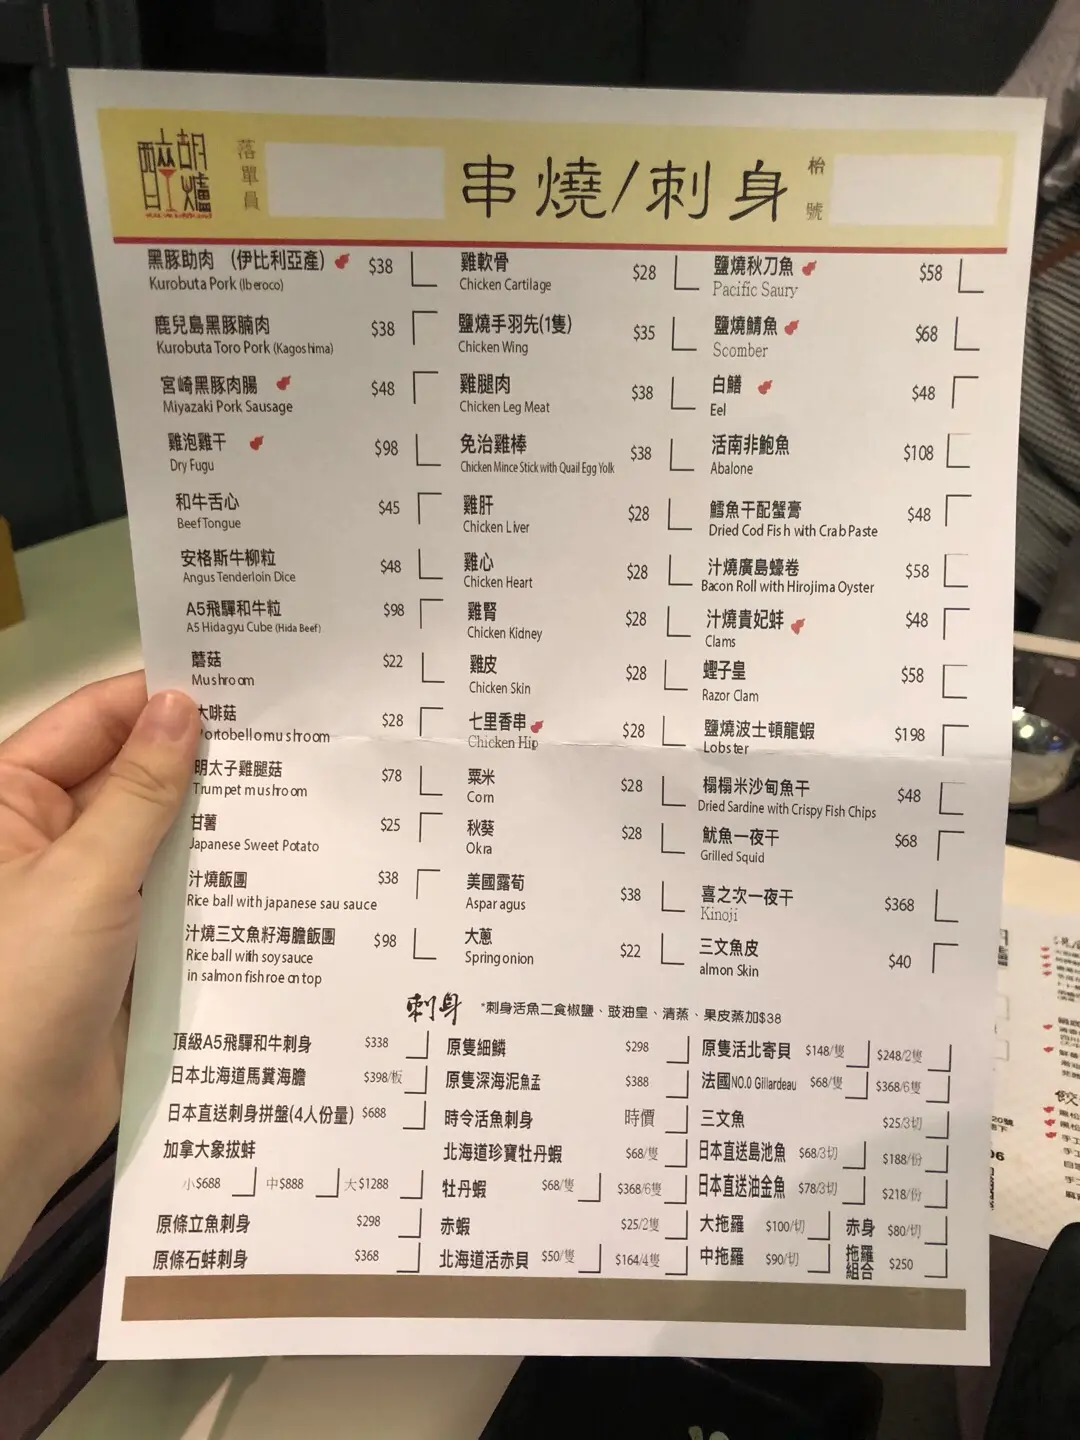 醉胡爐
落單員
串燒/刺身
枱號
黑豚助肉 (伊比利亞產) $38
Kurobuta Pork (Iberoco)
鹿兒島黑豚腩肉 $38
Kurobuta Toro Pork (Kagoshima)
宮崎黑豚肉腸 $48
Miyazaki Pork Sausage
雞泡雞干 $98
Dry Fugu
和牛舌心 $45
Beef Tongue
安格斯牛柳粒 $48
Angus Tenderloin Dice
A5飛驒和牛粒 $98
A5 Hidagyu Cube (Hida Beef)
蘑菇 $22
Mushroom
大啡菇 $28
Portobello mushroom
明太子雞腿菇 $78
Trumpet mushroom
甘薯 $25
Japanese Sweet Potato
汁燒飯團 $38
Rice ball with japanese sau sauce
汁燒三文魚籽海膽飯團 $98
Rice ball with soy sauce
in salmon fish roe on top
雞軟骨 $28
Chicken Cartilage
鹽燒手羽先(1隻) $35
Chicken Wing
雞腿肉 $38
Chicken Leg Meat
免治雞棒 $38
Chicken Mince Stick with Quail Egg Yolk
雞肝 $28
Chicken Liver
雞心 $28
Chicken Heart
雞腎 $28
Chicken Kidney
雞皮 $28
Chicken Skin
七里香串 $28
Chicken Hip
粟米 $28
Corn
秋葵 $28
Okra
美國露荀 $38
Asparagus
大蔥 $22
Spring onion
鹽燒秋刀魚 $58
Pacific Saury
鹽燒鯖魚 $68
Scomber
白鱔 $48
Eel
活南非鮑魚 $108
Abalone
鱈魚干配蟹膏 $48
Dried Cod Fish with Crab Paste
汁燒廣島蠔卷 $58
Bacon Roll with Hirojima Oyster
汁燒貴妃蚌 $48
Clams
蟶子皇 $58
Razor Clam
鹽燒波士頓龍蝦 $198
Lobster
榻榻米沙甸魚干 $48
Dried Sardine with Crispy Fish Chips
魷魚一夜干 $68
Grilled Squid
喜之次一夜干 $368
Kinoji
三文魚皮 $40
almon Skin
刺身 *刺身活魚二食椒鹽、豉油皇、清蒸、果皮蒸加$38
頂級A5飛驒和牛刺身 $338
日本北海道馬糞海膽 $398/板
日本直送刺身拼盤(4人份量) $688
加拿大象拔蚌
小$688 中$888 大$1288
原條立魚刺身 $298
原條石蚌刺身 $368
原隻細鱗 $298
原隻深海泥魚孟 $388
時令活魚刺身 時價
北海道珍寶牡丹蝦 $68/隻
牡丹蝦 $68/隻 $368/6隻
赤蝦 $25/2隻
北海道活赤貝 $50/隻 $164/4隻
原隻活北寄貝 $148/隻 $248/2隻
法國NO.0 Gillardeau $68/隻 $368/6隻
三文魚 $25/3切
日本直送島池魚 $68/3切 $188/份
日本直送油金魚 $78/3切 $218/份
大拖羅 $100/切 赤身 $80/切
中拖羅 $90/切 拖羅組合 $250